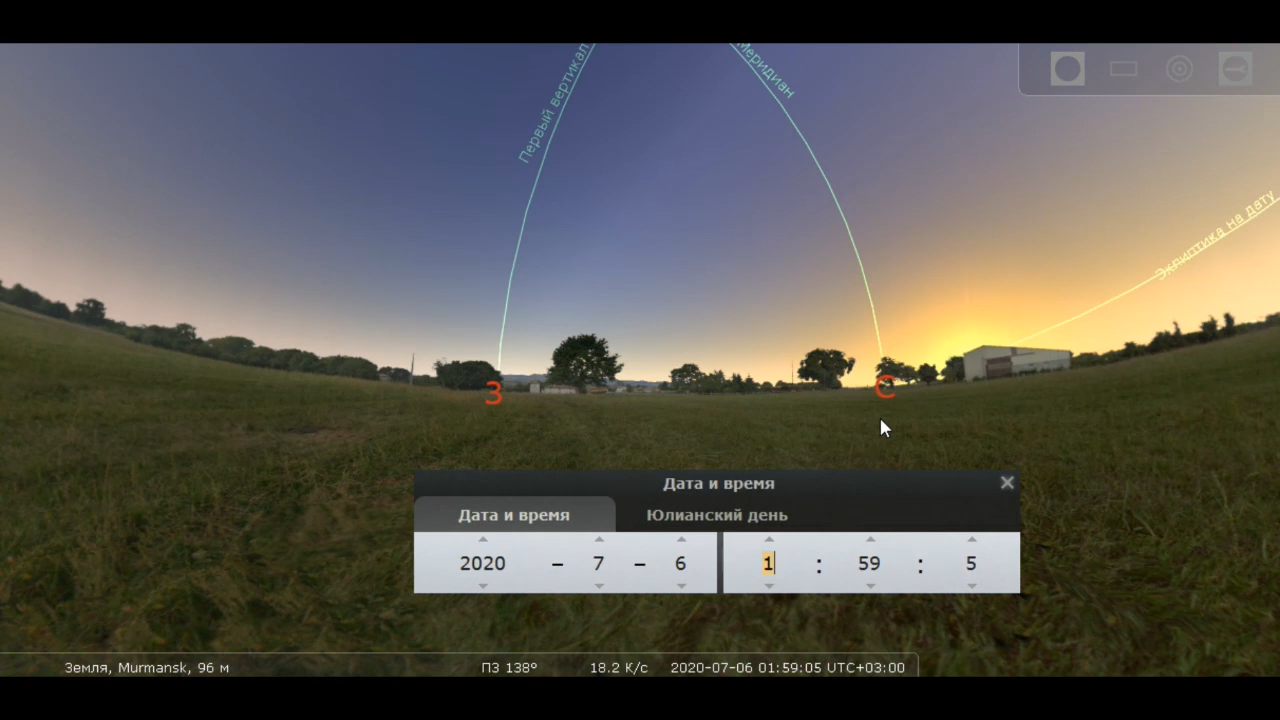 Первый вертикал
Меридиан
Эклиптика на дату
З
С
Дата и время
Дата и время
Юлианский день
2020 – 7 – 6
1 : 59 : 5
Земля, Murmansk, 96 м
ПЗ 138°
18.2 К/с
2020-07-06 01:59:05 UTC+03:00